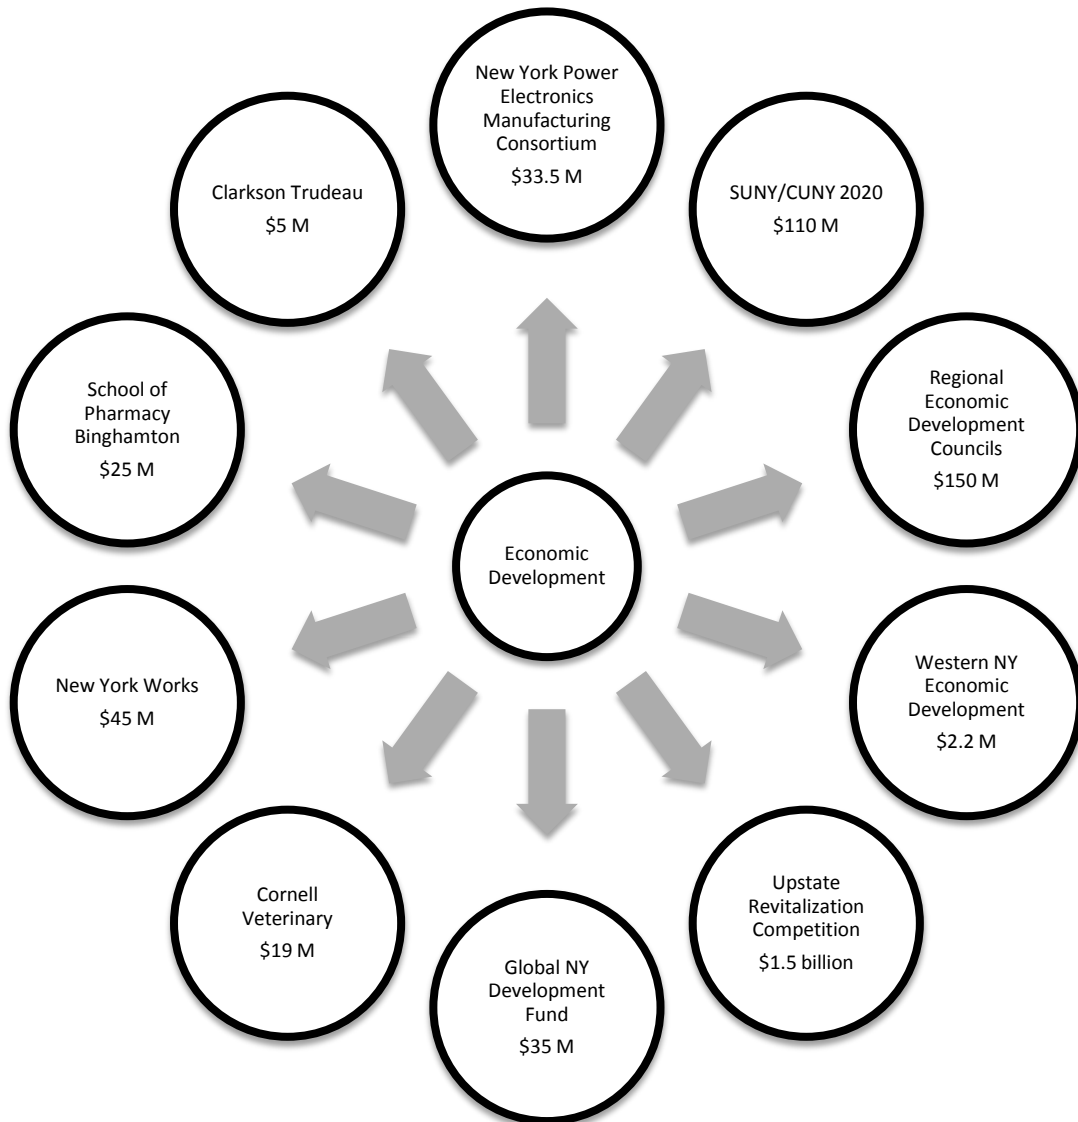 New York Power
Electronics
Manufacturing
Consortium
$33.5 M
SUNY/CUNY 2020
$110 M
Regional
Economic
Development
Councils
$150 M
Western NY
Economic
Development
$2.2 M
Upstate
Revitalization
Competition
$1.5 billion
Global NY
Development
Fund
$35 M
Cornell
Veterinary
$19 M
New York Works
$45 M
School of
Pharmacy
Binghamton
$25 M
Clarkson Trudeau
$5 M
Economic
Development